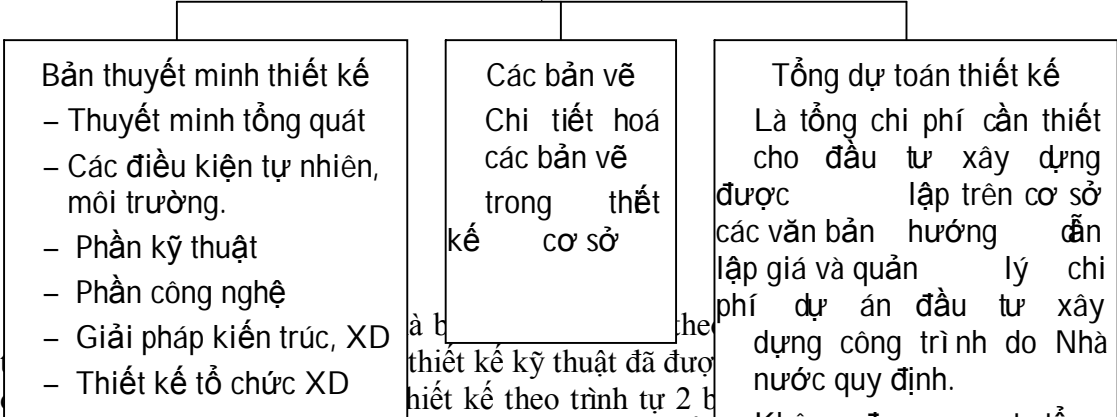 Bản thuyết minh thiết kế
– Thuyết minh tổng quát
– Các điều kiện tự nhiên,
môi trường.
– Phần kỹ thuật
– Phần công nghệ
– Giải pháp kiến trúc, XD
– Thiết kế tổ chức XD
Các bản vẽ
Chi tiết hoá
các bản vẽ
trong thiết
kế cơ sở
Tổng dự toán thiết kế
Là tổng chi phí cần thiết
cho đầu tư xây dựng
được lập trên cơ sở
các văn bản hướng dẫn
lập giá và quản lý chi
phí dự án đầu tư xây
dựng công trình do Nhà
nước quy định.
thiết kế kỹ thuật đã
kế theo trình tự 2